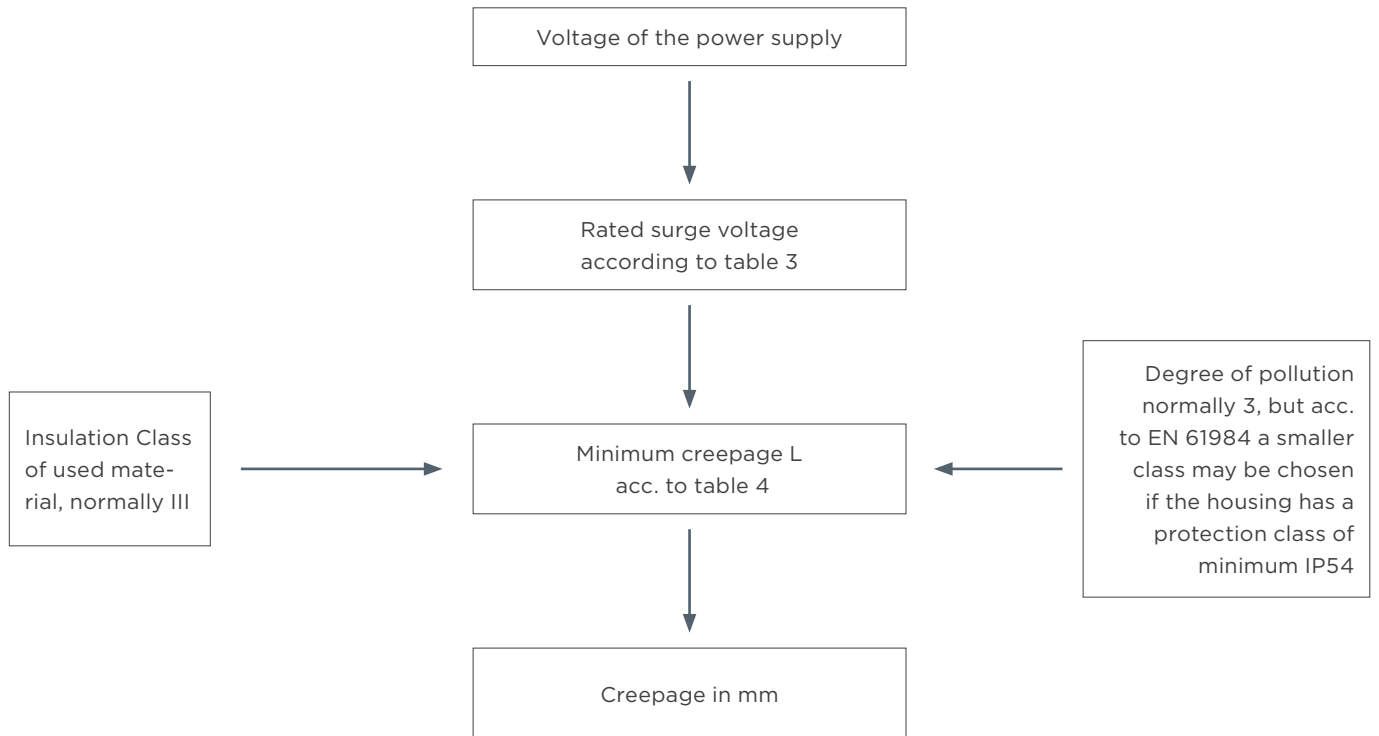 Voltage of the power supply
Rated surge voltage
according to table 3
Insulation Class
of used mate-
rial, normally III
Minimum creepage L
acc. to table 4
Degree of pollution
normally 3, but acc.
to EN 61984 a smaller
class may be chosen
if the housing has a
protection class of
minimum IP54
Creepage in mm